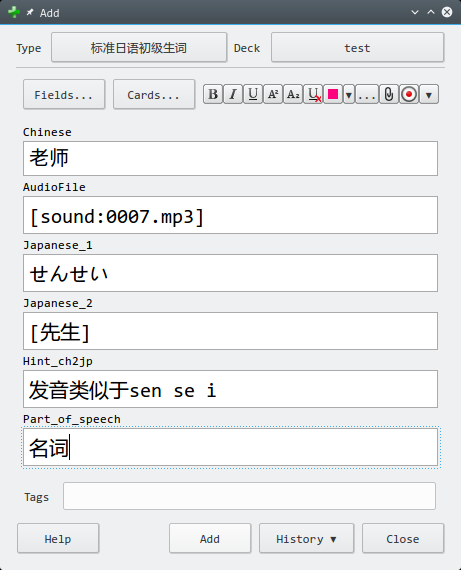 Add
Type 标准日语初级生词 Deck test
Fields... Cards... B I U A² A₂ U ...
Chinese
老师
AudioFile
[sound:0007.mp3]
Japanese_1
せんせい
Japanese_2
[先生]
Hint_ch2jp
发音类似于sen se i
Part_of_speech
名词
Tags
Help Add History ▼ Close